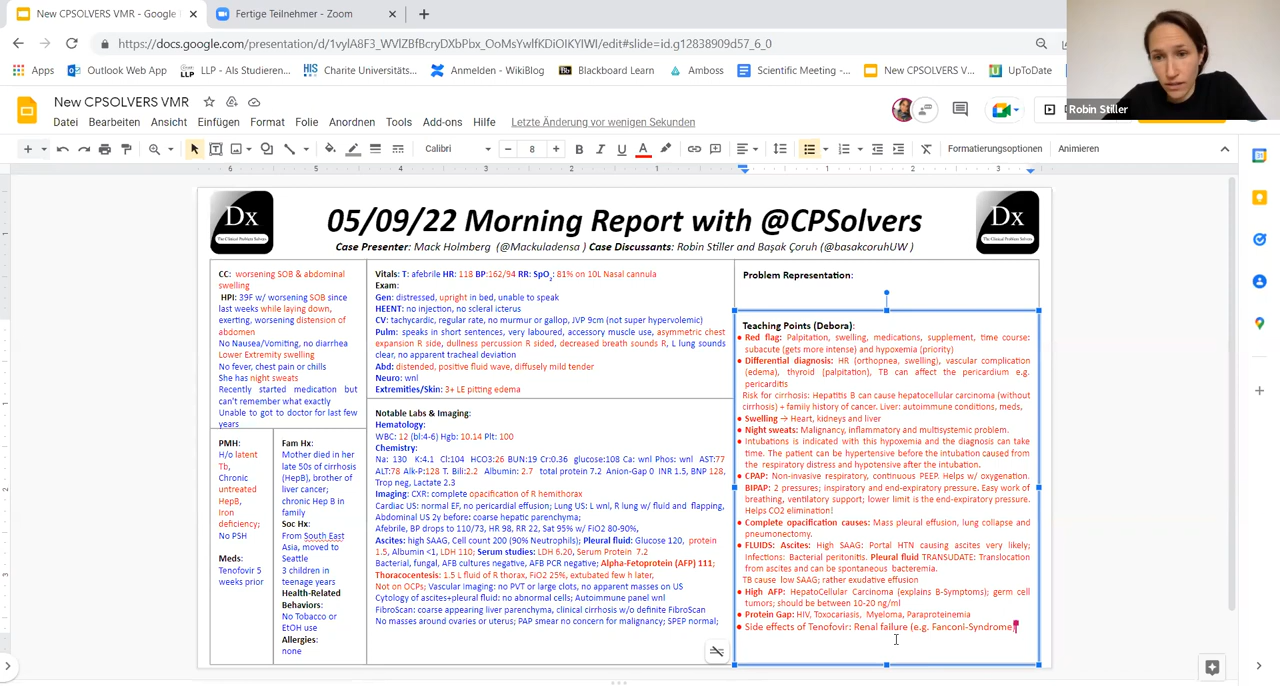 New CPSOLVERS VMR - Google
Fertige Teilnehmer - Zoom
https://docs.google.com/presentation/d/1vylA8F3_WVlZBfBcryDXbPbx_OoMsYwlfKDiOIKYIWI/edit#slide=id.g12838909d57_6_0
Apps
Outlook Web App
LLP - Als Studieren...
Charite Universitäts...
Anmelden - WikiBlog
Blackboard Learn
Amboss
Scientific Meeting -...
New CPSOLVERS V...
UpToDate
Robin Stiller
New CPSOLVERS VMR
Datei Bearbeiten Ansicht Einfügen Format Folie Anordnen Tools Add-ons Hilfe Letzte Änderung vor wenigen Sekunden
Calibri
8
Formatierungsoptionen
Animieren
05/09/22 Morning Report with @CPSolvers
Case Presenter: Mack Holmberg (@Mackuladensa ) Case Discussants: Robin Stiller and Başak Çoruh (@basakcoruhUW )
Dx
The Clinical Problem Solvers
Dx
The Clinical Problem Solvers
CC: worsening SOB & abdominal
swelling
HPI: 39F w/ worsening SOB since
last weeks while laying down,
exerting, worsening distension of
abdomen
No Nausea/Vomiting, no diarrhea
Lower Extremity swelling
No fever, chest pain or chills
She has night sweats
Recently started medication but
can't remember what exactly
Unable to got to doctor for last few
years
PMH:
H/o latent
Tb,
Chronic
untreated
HepB,
Iron
deficiency;
No PSH
Meds:
Tenofovir 5
weeks prior
Fam Hx:
Mother died in her
late 50s of cirrhosis
(HepB), brother of
liver cancer;
chronic Hep B in
family
Soc Hx:
From South East
Asia, moved to
Seattle
3 children in
teenage years
Health-Related
Behaviors:
No Tobacco or
EtOH use
Allergies:
none
Vitals: T: afebrile HR: 118 BP:162/94 RR: SpO2: 81% on 10L Nasal cannula
Exam:
Gen: distressed, upright in bed, unable to speak
HEENT: no injection, no scleral icterus
CV: tachycardic, regular rate, no murmur or gallop, JVP 9cm (not super hypervolemic)
Pulm: speaks in short sentences, very laboured, accessory muscle use, asymmetric chest
expansion R side, dullness percussion R sided, decreased breath sounds R, L lung sounds
clear, no apparent tracheal deviation
Abd: distended, positive fluid wave, diffusely mild tender
Neuro: wnl
Extremities/Skin: 3+ LE pitting edema
Notable Labs & Imaging:
Hematology:
WBC: 12 (bl:4-6) Hgb: 10.14 Plt: 100
Chemistry:
Na: 130 K:4.1 Cl:104 HCO3:26 BUN:19 Cr:0.36 glucose:108 Ca: wnl Phos: wnl AST:77
ALT:78 Alk-P:128 T. Bili:2.2 Albumin: 2.7 total protein 7.2 Anion-Gap 0 INR 1.5, BNP 128,
Trop neg, Lactate 2.3
Imaging: CXR: complete opacification of R hemithorax
Cardiac US: normal EF, no pericardial effusion; Lung US: L wnl, R lung w/ fluid and flapping,
Abdominal US 2y before: coarse hepatic parenchyma;
Afebrile, BP drops to 110/73, HR 98, RR 22, Sat 95% w/ FiO2 80-90%,
Ascites: high SAAG, Cell count 200 (90% Neutrophils); Pleural fluid: Glucose 120, protein
1.5, Albumin <1, LDH 110; Serum studies: LDH 6.20, Serum Protein 7.2
Bacterial, fungal, AFB cultures negative, AFB PCR negative; Alpha-Fetoprotein (AFP) 111;
Thoracocentesis: 1.5 L fluid of R thorax, FiO2 25%, extubated few h later,
Not on OCPs; Vascular Imaging: no PVT or large clots, no apparent masses on US
Cytology of ascites+pleural fluid: no abnormal cells; Autoimmune panel wnl
FibroScan: coarse appearing liver parenchyma, clinical cirrhosis w/o definite FibroScan
No masses around ovaries or uterus; PAP smear no concern for malignancy; SPEP normal;
Problem Representation:
Teaching Points (Debora):
● Red flag: Palpitation, swelling, medications, supplement, time course:
subacute (gets more intense) and hypoxemia (priority)
● Differential diagnosis: HR (orthopnea, swelling), vascular complication
(edema), thyroid (palpitation), TB can affect the pericardium e.g.
pericarditis
Risk for cirrhosis: Hepatitis B can cause hepatocellular carcinoma (without
cirrhosis) + family history of cancer. Liver: autoimmune conditions, meds.
● Swelling → Heart, kidneys and liver
● Night sweats: Malignancy, inflammatory and multisystemic problem.
● Intubations is indicated with this hypoxemia and the diagnosis can take
time. The patient can be hypertensive before the intubation caused from
the respiratory distress and hypotensive after the intubation.
● CPAP: Non-invasive respiratory, continuous PEEP. Helps w/ oxygenation.
BIPAP: 2 pressures; inspiratory and end-expiratory pressure. Easy work of
breathing, ventilatory support; lower limit is the end-expiratory pressure.
Helps CO2 elimination!
● Complete opacification causes: Mass pleural effusion, lung collapse and
pneumonectomy.
● FLUIDS: Ascites: High SAAG: Portal HTN causing ascites very likely;
Infections: Bacterial peritonitis. Pleural fluid TRANSUDATE: Translocation
from ascites and can be spontaneous bacteremia.
TB cause low SAAG; rather exudative effusion
● High AFP: HepatoCellular Carcinoma (explains B-Symptoms); germ cell
tumors; should be between 10-20 ng/ml
● Protein Gap: HIV, Toxocariasis, Myeloma, Paraproteinemia
● Side effects of Tenofovir: Renal failure (e.g. Fanconi-Syndrome)